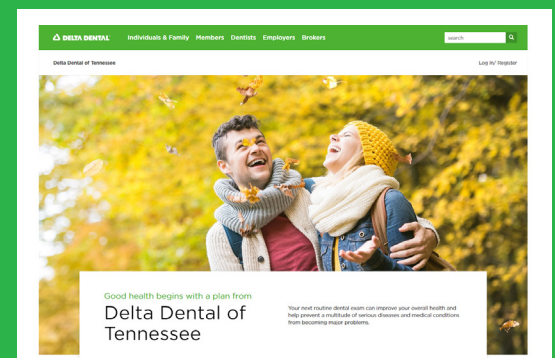 DELTA DENTAL Individuals & Family Members Dentists Employers Brokers search
Delta Dental of Tennessee Log In/ Register
Good health begins with a plan from
Delta Dental of
Tennessee
Your next routine dental exam can improve your overall health and
help prevent a multitude of serious diseases and medical conditions
from becoming major problems.